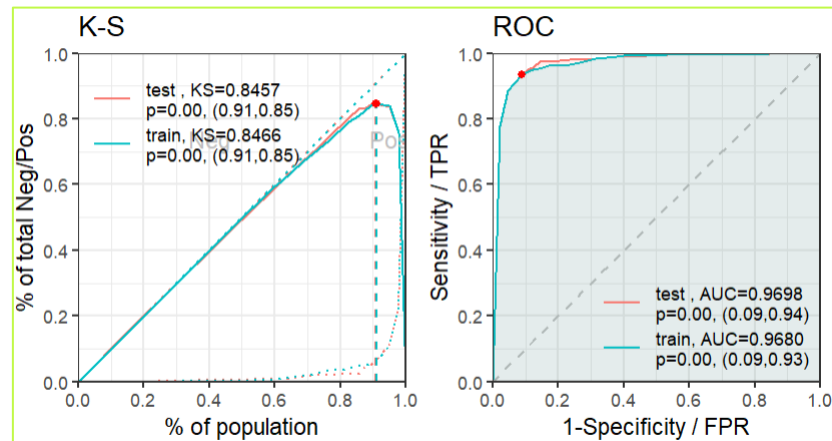 K-S
1.0
0.8
0.6
0.4
0.2
0.0
% of total Neg/Pos
test , KS=0.8457
p=0.00, (0.91,0.85)
train, KS=0.8466
p=0.00, (0.91,0.85)
Neg
Pos
0.0 0.2 0.4 0.6 0.8 1.0
% of population
ROC
1.0
0.8
0.6
0.4
0.2
0.0
Sensitivity / TPR
test , AUC=0.9698
p=0.00, (0.09,0.94)
train, AUC=0.9680
p=0.00, (0.09,0.93)
0.0 0.2 0.4 0.6 0.8 1.0
1-Specificity / FPR